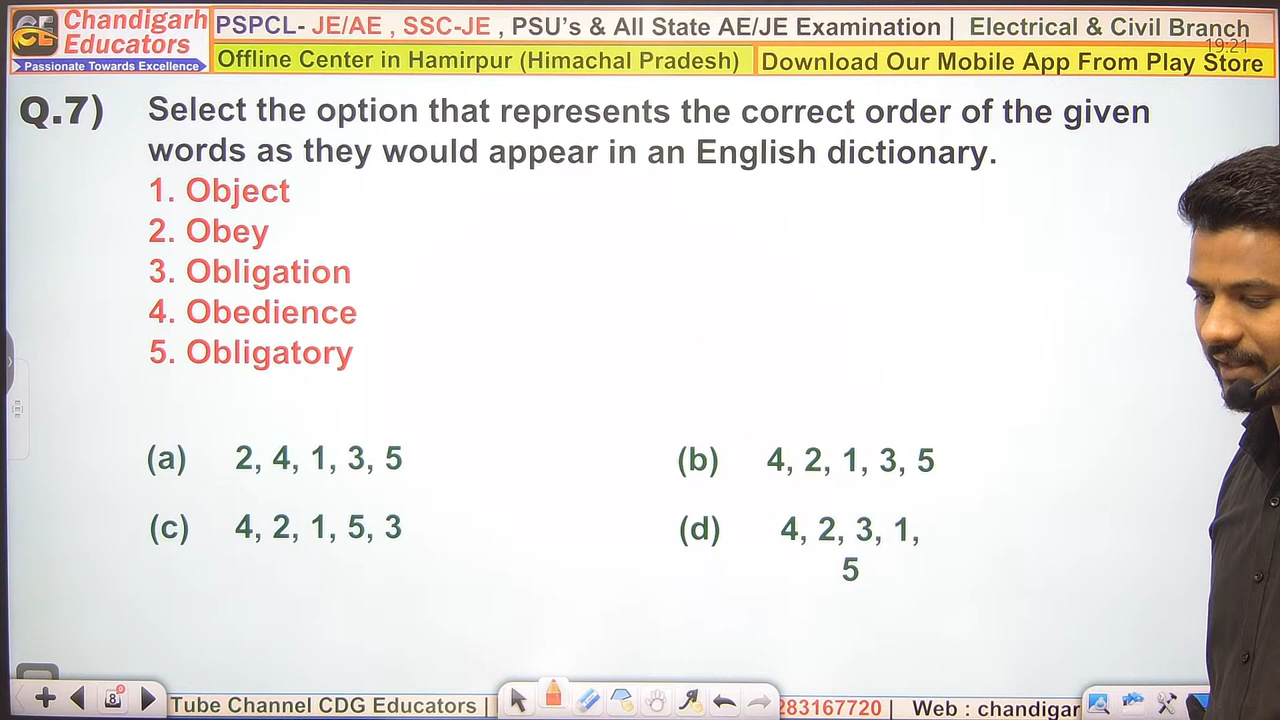 Chandigarh
Educators
Passionate Towards Excellence
PSPCL- JE/AE , SSC-JE , PSU's & All State AE/JE Examination | Electrical & Civil Branch
19:21
Offline Center in Hamirpur (Himachal Pradesh) Download Our Mobile App From Play Store
Q.7) Select the option that represents the correct order of the given
words as they would appear in an English dictionary.
1. Object
2. Obey
3. Obligation
4. Obedience
5. Obligatory
(a) 2, 4, 1, 3, 5 (b) 4, 2, 1, 3, 5
(c) 4, 2, 1, 5, 3 (d) 4, 2, 3, 1,
5
8
Tube Channel CDG Educators | 283167720 | Web : chandigar